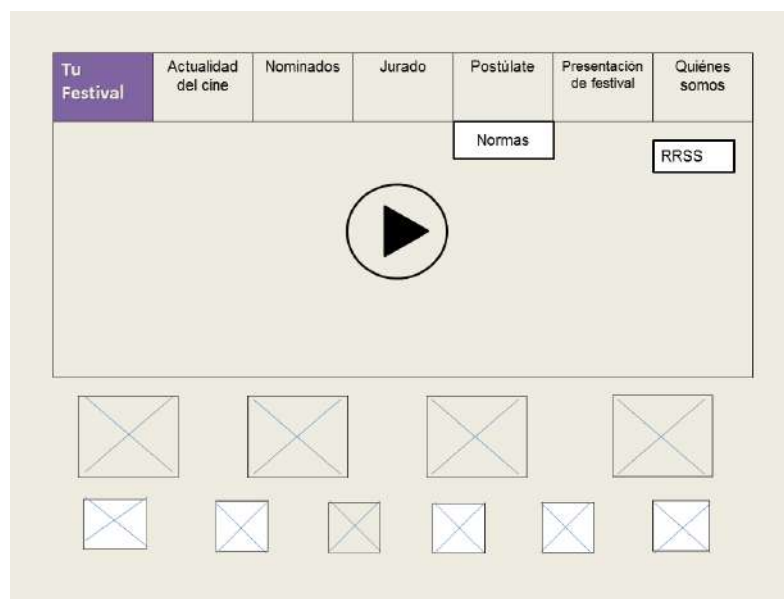 Tu
Festival
Actualidad
del cine
Nominados
Jurado
Postúlate
Presentación
de festival
Quiénes
somos
Normas
RRSS